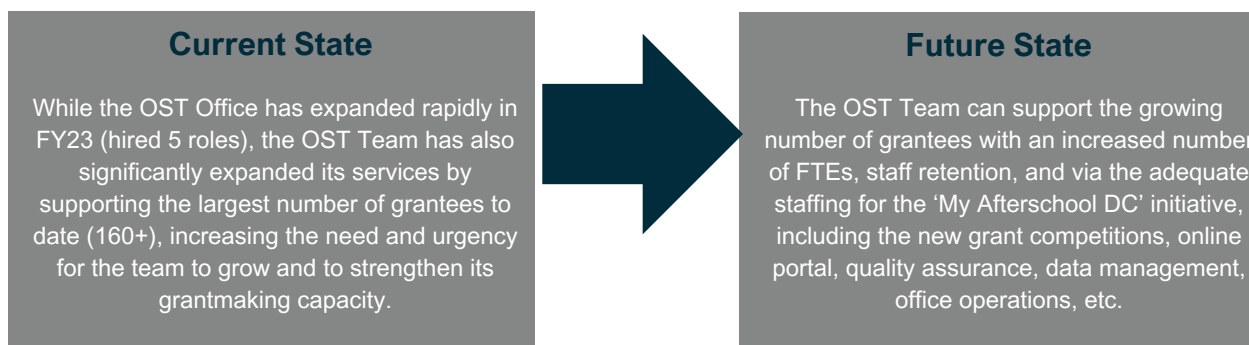 Current State
While the OST Office has expanded rapidly in
FY23 (hired 5 roles), the OST Team has also
significantly expanded its services by
supporting the largest number of grantees to
date (160+), increasing the need and urgency
for the team to grow and to strengthen its
grantmaking capacity.
Future State
The OST Team can support the growing
number of grantees with an increased number
of FTEs, staff retention, and via the adequate
staffing for the ‘My Afterschool DC’ initiative,
including the new grant competitions, online
portal, quality assurance, data management,
office operations, etc.